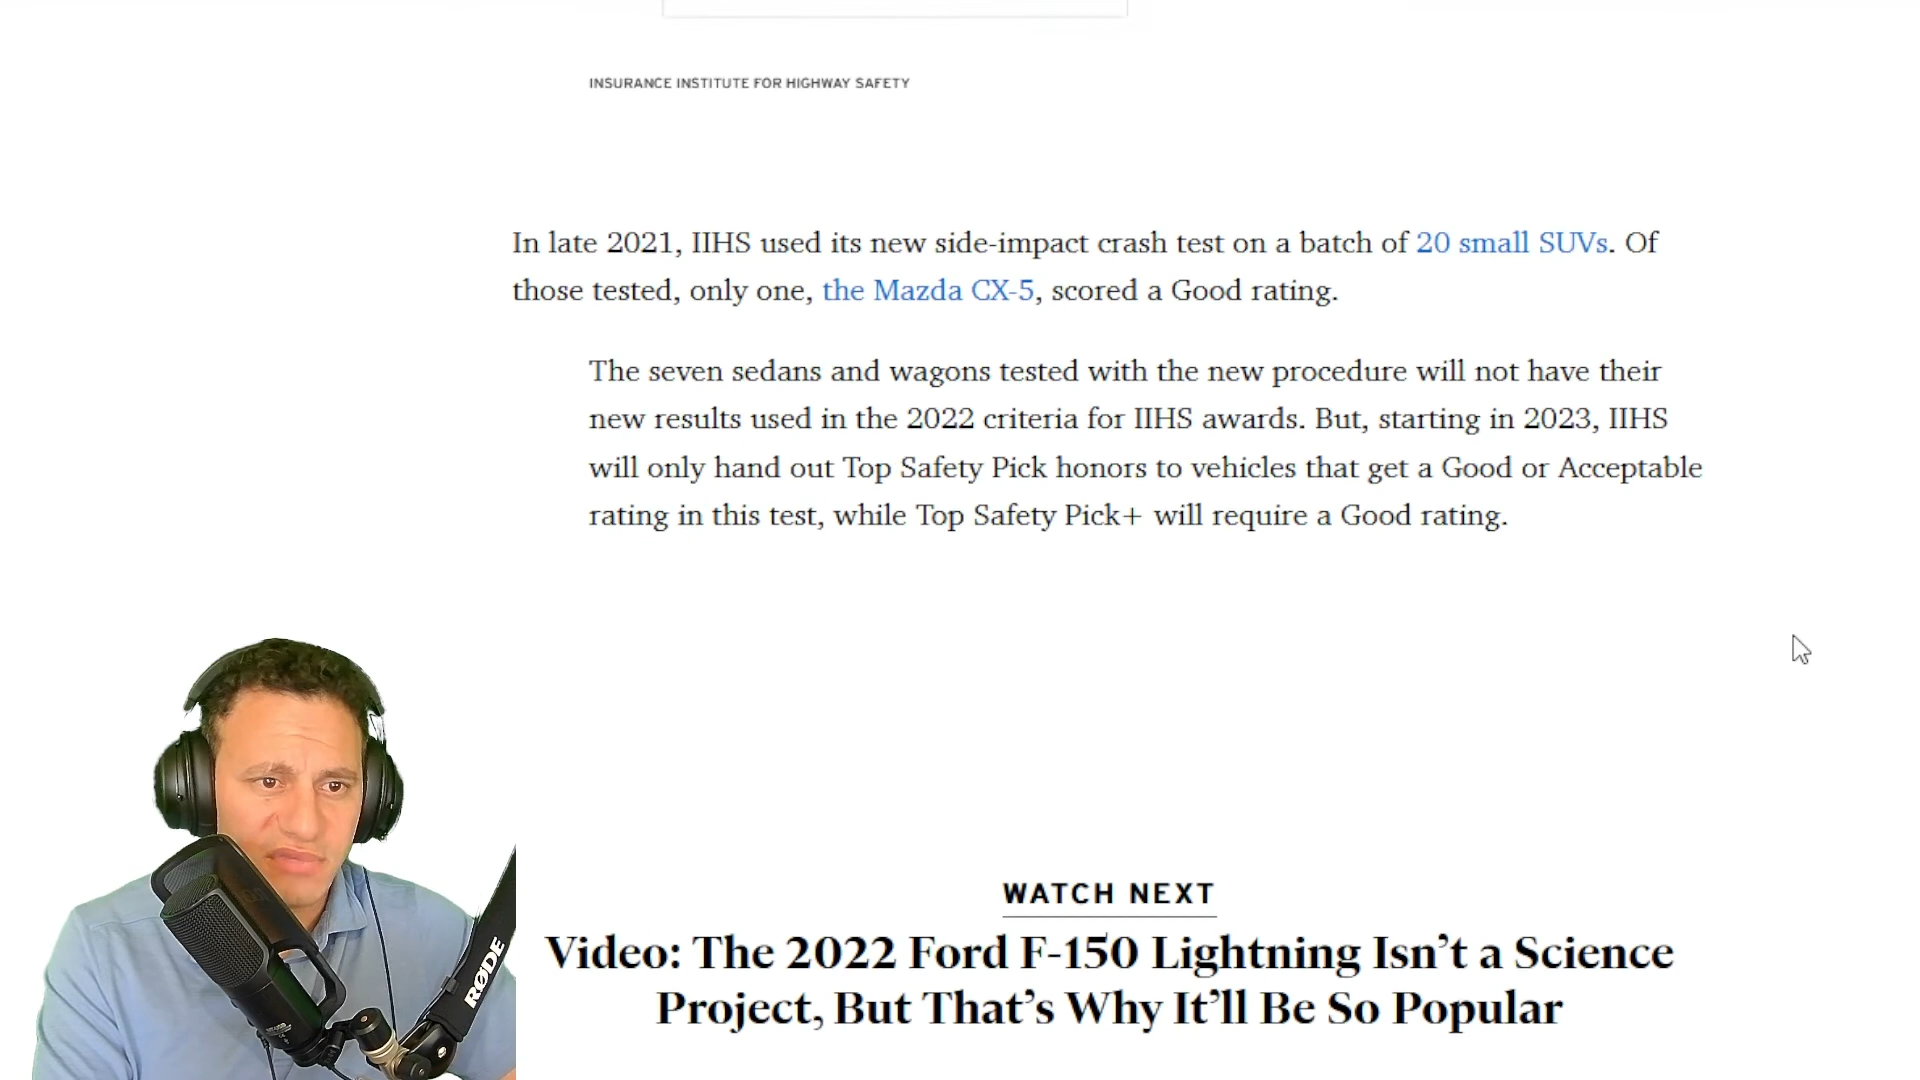 INSURANCE INSTITUTE FOR HIGHWAY SAFETY
In late 2021, IIHS used its new side-impact crash test on a batch of 20 small SUVs. Of
those tested, only one, the Mazda CX-5, scored a Good rating.
The seven sedans and wagons tested with the new procedure will not have their
new results used in the 2022 criteria for IIHS awards. But, starting in 2023, IIHS
will only hand out Top Safety Pick honors to vehicles that get a Good or Acceptable
rating in this test, while Top Safety Pick+ will require a Good rating.
WATCH NEXT
Video: The 2022 Ford F-150 Lightning Isn’t a Science
Project, But That’s Why It’ll Be So Popular
RØDE